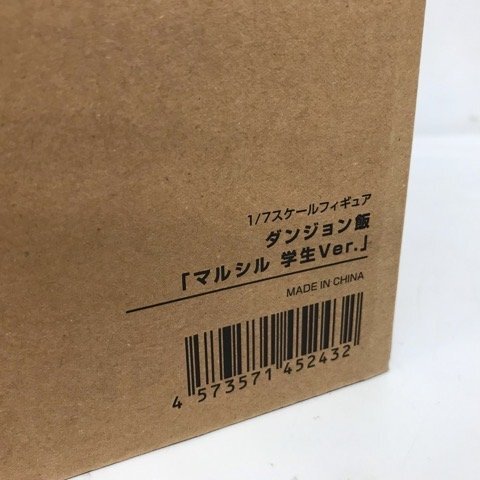 1/7スケールフィギュア
ダンジョン飯
「マルシル 学生Ver.」
MADE IN CHINA
4 573571 452432